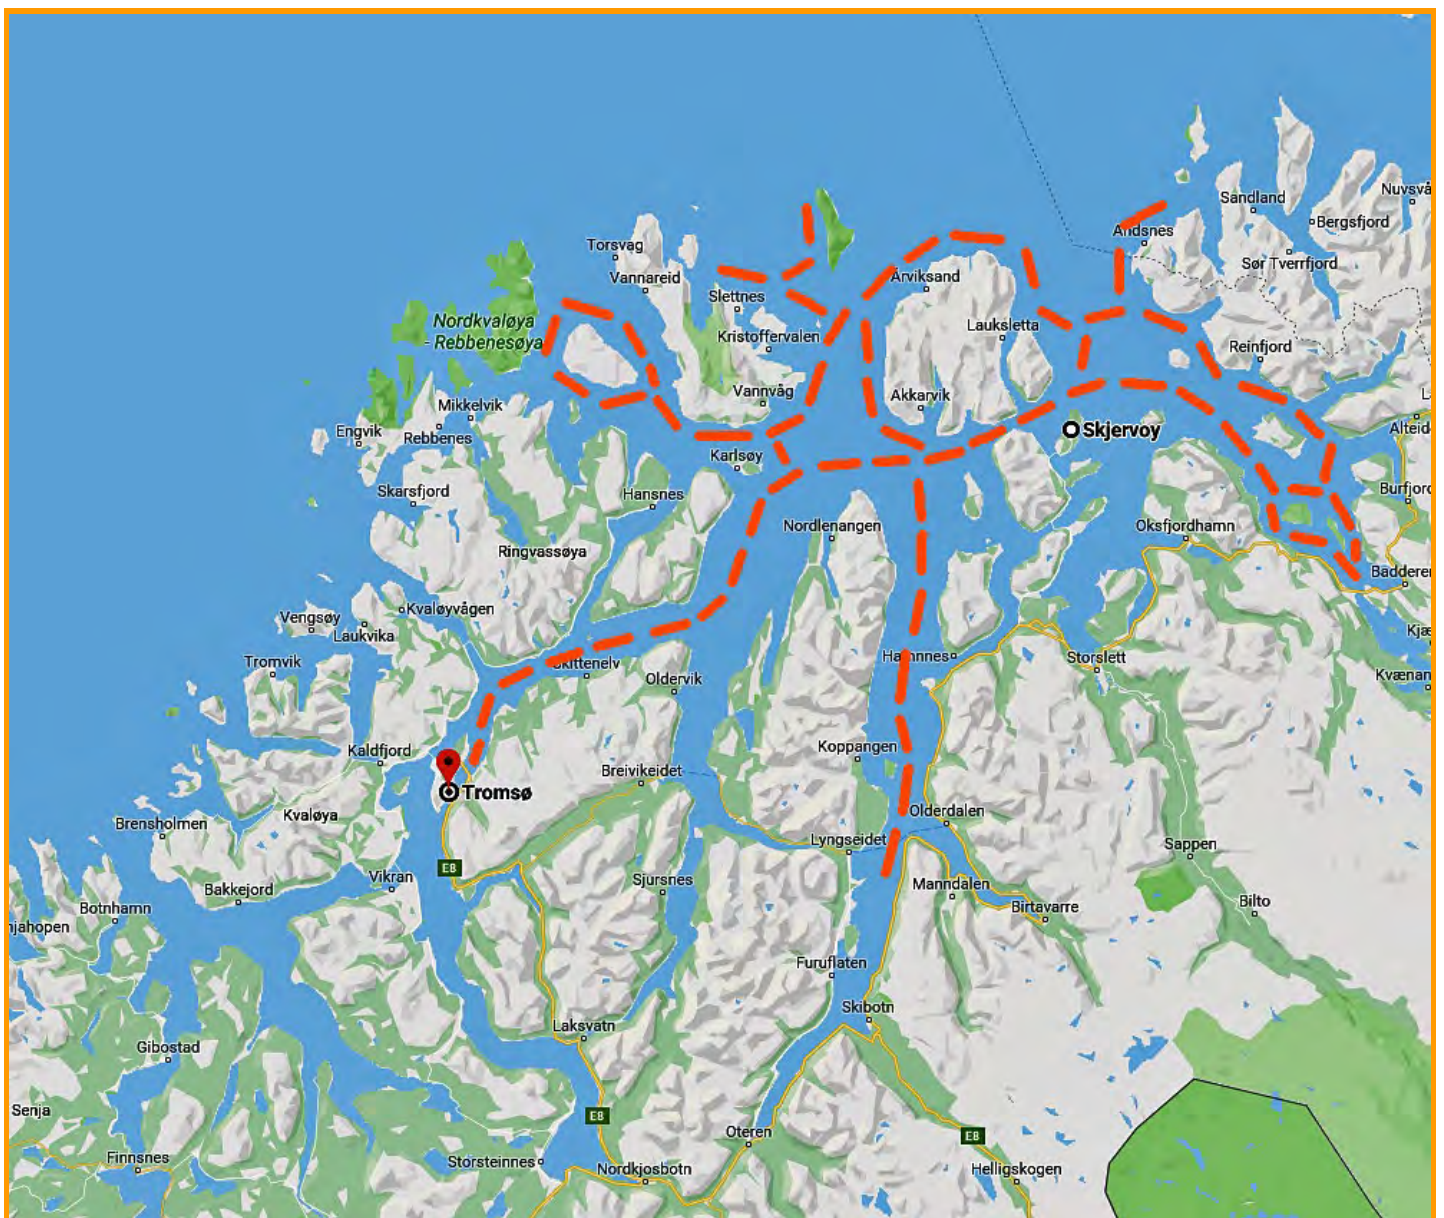 Sandland
Nuvsvå
Bergsfjord
Andsnes
Torsvag
Sør Tverrfjord
Vannareid
Årviksand
Slettnes
Nordkvaløya
- Rebbenesøya
Lauksletta
Kristoffervalen
Reinfjord
Vannvåg
Akkarvik
Mikkelvik
Engvik
Rebbenes
Skjervoy
Alteid
Karlsøy
Skarsfjord
Hansnes
Burfjord
Nordlenangen
Oksfjordhamn
Ringvassøya
Badderen
Kvaløyvågen
Vengsøy
Laukvika
Kjæ
Tromvik
Skittenelv
Hamnnes
Storslett
Oldervik
Kvænan
Kaldfjord
Koppangen
Breivikeidet
Tromsø
Kvaløya
Olderdalen
Brensholmen
Lyngseidet
Sappen
E8
Vikran
Sjursnes
Manndalen
Bakkejord
Botnhamn
Birtavarre
Bilto
njahopen
Furuflaten
Skibotn
Laksvatn
Gibostad
Senja
E8
Oteren
E8
Finnsnes
Storsteinnes
Nordkjosbotn
Helligskogen